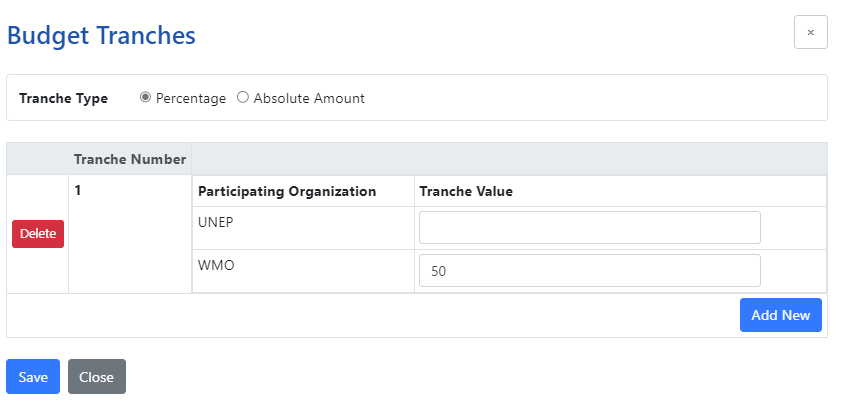 Budget Tranches
×
Tranche Type Percentage Absolute Amount
Tranche Number
1 Participating Organization Tranche Value
UNEP
Delete
WMO 50
Add New
Save Close